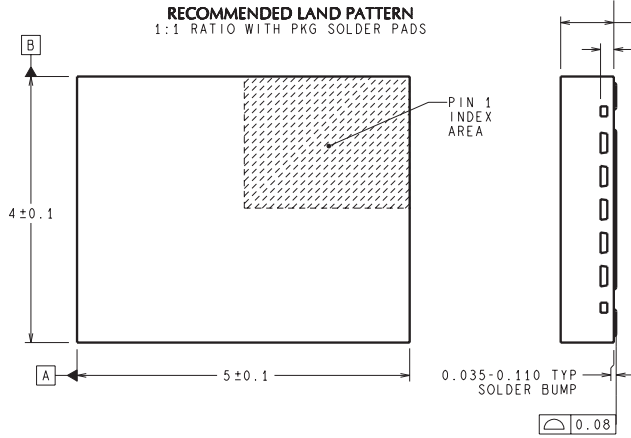 RECOMMENDED LAND PATTERN
1:1 RATIO WITH PKG SOLDER PADS
B
PIN 1
INDEX
AREA
4±0.1
A
5±0.1
0.035-0.110 TYP
SOLDER BUMP
0.08